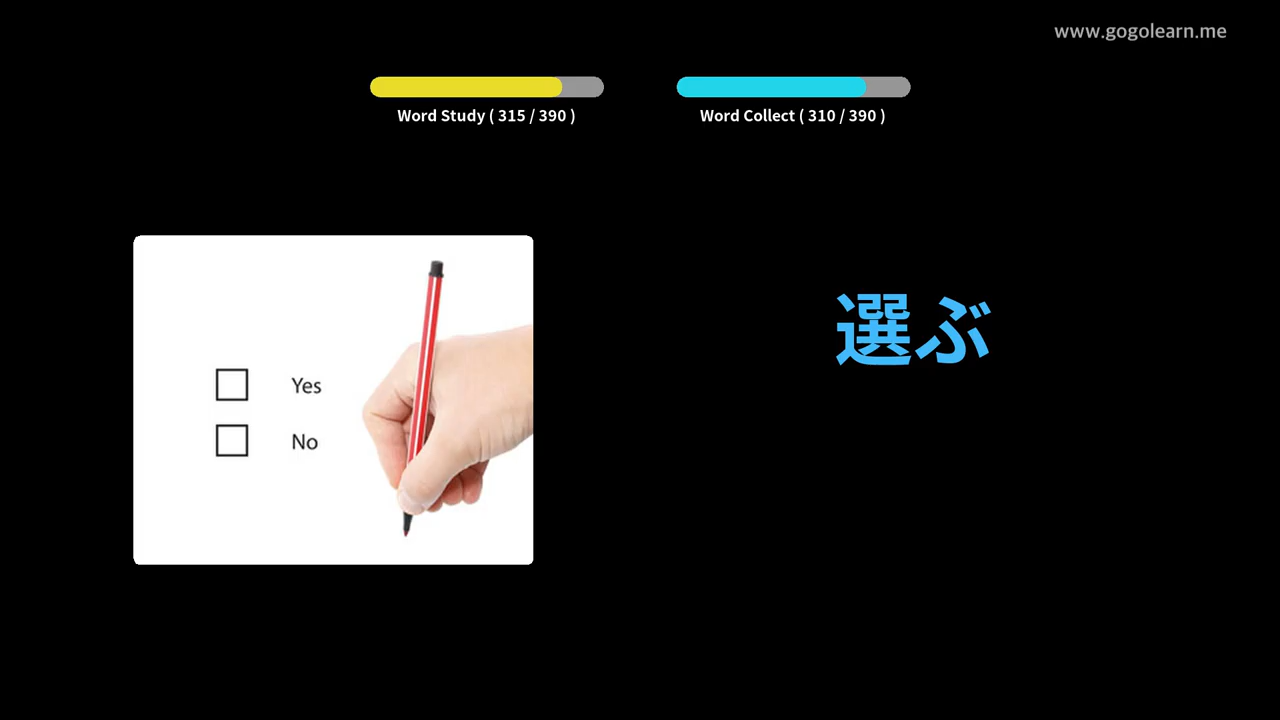 www.gogolearn.me
Word Study ( 315 / 390 )
Word Collect ( 310 / 390 )
Yes
No
選ぶ